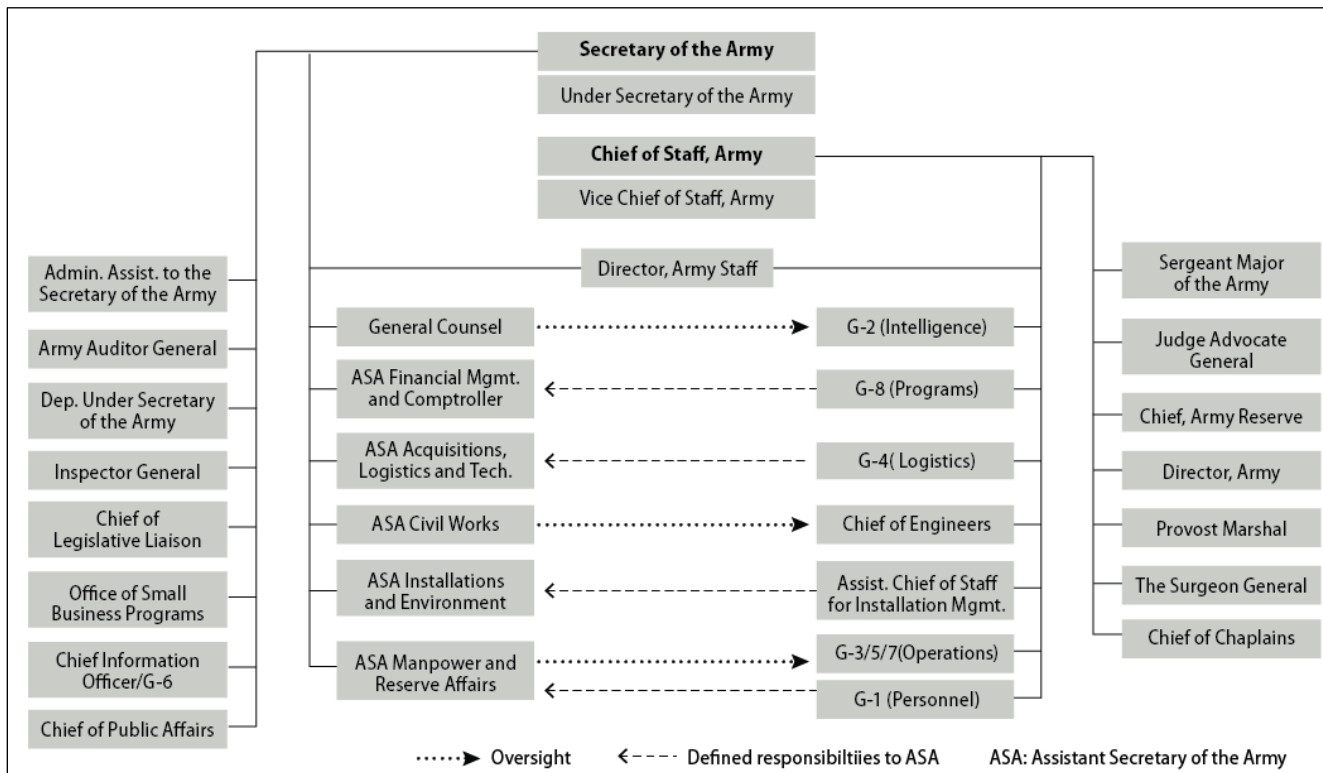 Secretary of the Army
Under Secretary of the Army
Chief of Staff, Army
Vice Chief of Staff, Army
Director, Army Staff
Admin. Assist. to the
Secretary of the Army
Army Auditor General
Dep. Under Secretary
of the Army
Inspector General
Chief of
Legislative Liaison
Office of Small
Business Programs
Chief Information
Officer/G-6
Chief of Public Affairs
General Counsel
ASA Financial Mgmt.
and Comptroller
ASA Acquisitions,
Logistics and Tech.
ASA Civil Works
ASA Installations
and Environment
ASA Manpower and
Reserve Affairs
G-2 (Intelligence)
G-8 (Programs)
G-4( Logistics)
Chief of Engineers
Assist. Chief of Staff
for Installation Mgmt.
G-3/5/7(Operations)
G-1 (Personnel)
Sergeant Major
of the Army
Judge Advocate
General
Chief, Army Reserve
Director, Army
Provost Marshal
The Surgeon General
Chief of Chaplains
Oversight
Defined responsibiltiies to ASA
ASA: Assistant Secretary of the Army